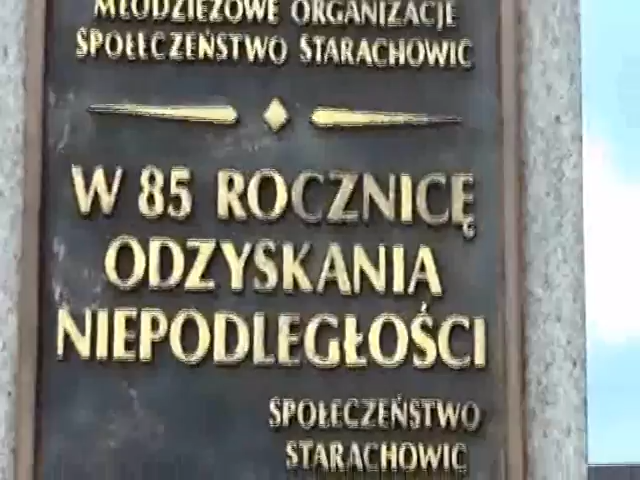 MŁODZIEŻOWE ORGANIZACJE
SPOŁECZEŃSTWO STARACHOWIC
W 85 ROCZNICĘ
ODZYSKANIA
NIEPODLEGŁOŚCI
SPOŁECZEŃSTWO
STARACHOWIC